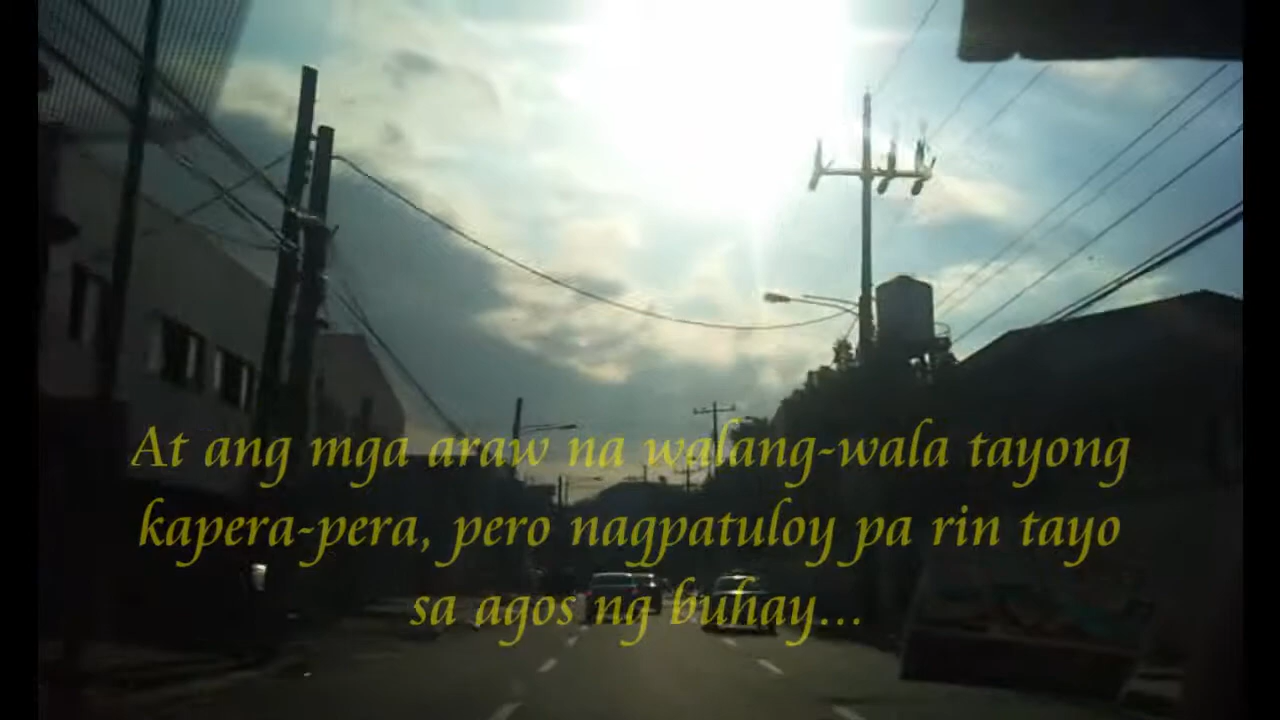 At ang mga araw na walang-wala tayong
kapera-pera, pero nagpatuloy pa rin tayo
sa agos ng buhay...